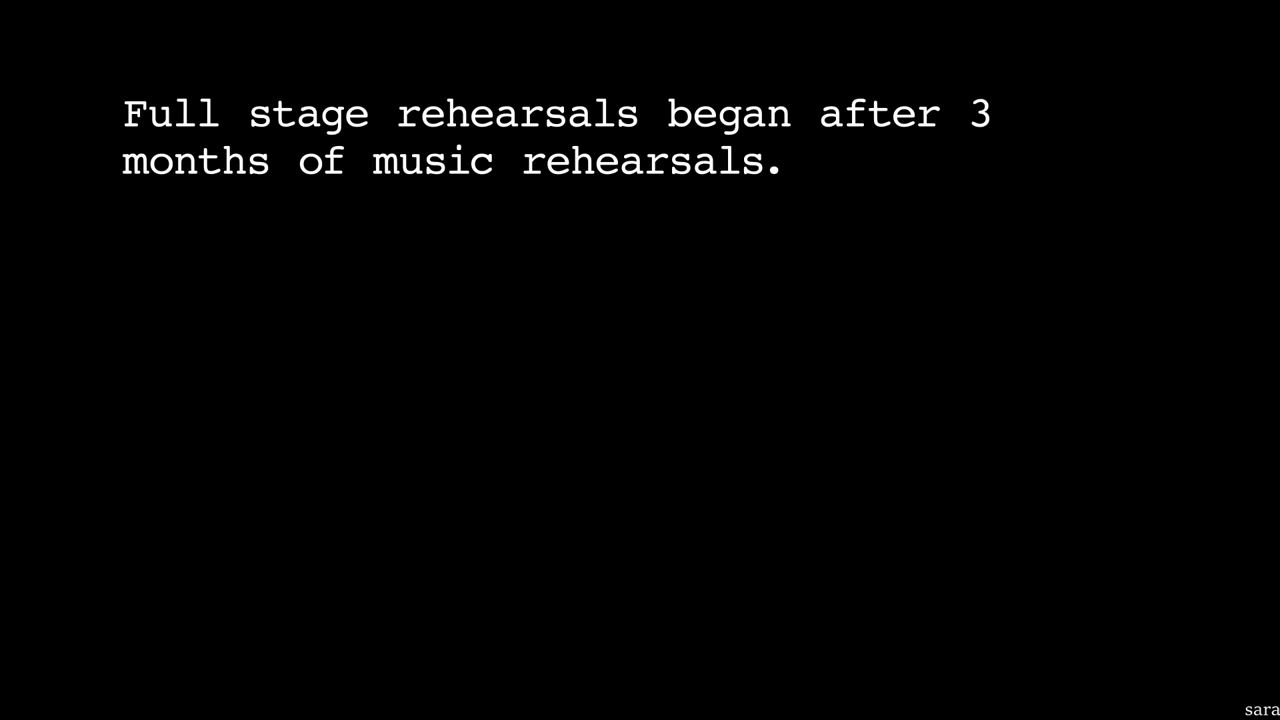 Full stage rehearsals began after 3
months of music rehearsals.
sara